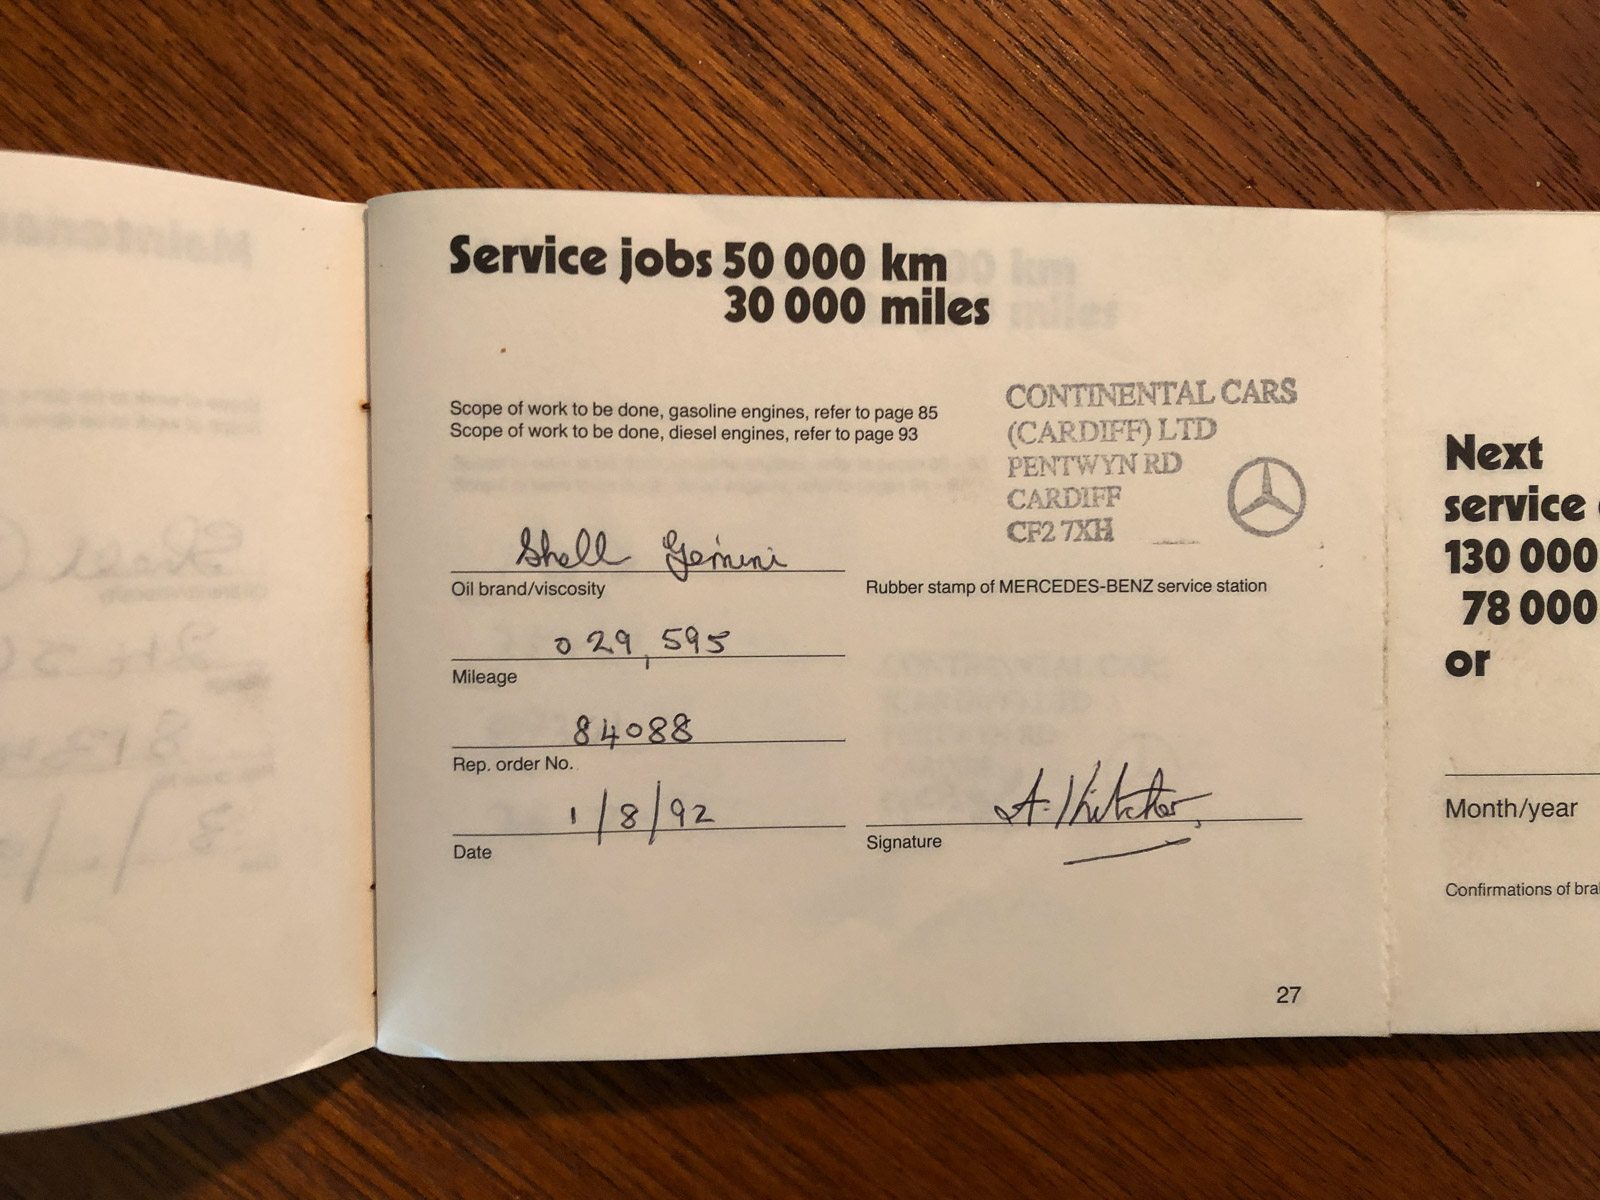 Service jobs 50 000 km
30 000 miles
Scope of work to be done, gasoline engines, refer to page 85
Scope of work to be done, diesel engines, refer to page 93
CONTINENTAL CARS
(CARDIFF) LTD
PENTWYN RD
CARDIFF
CF2 7XH
Shell Gemini
Oil brand/viscosity
Rubber stamp of MERCEDES-BENZ service station
029,595
Mileage
84088
Rep. order No.
1/8/92
Date
A. Kitcher
Signature
27
Next
service
130 000
78 000
or
Month/year
Confirmations of